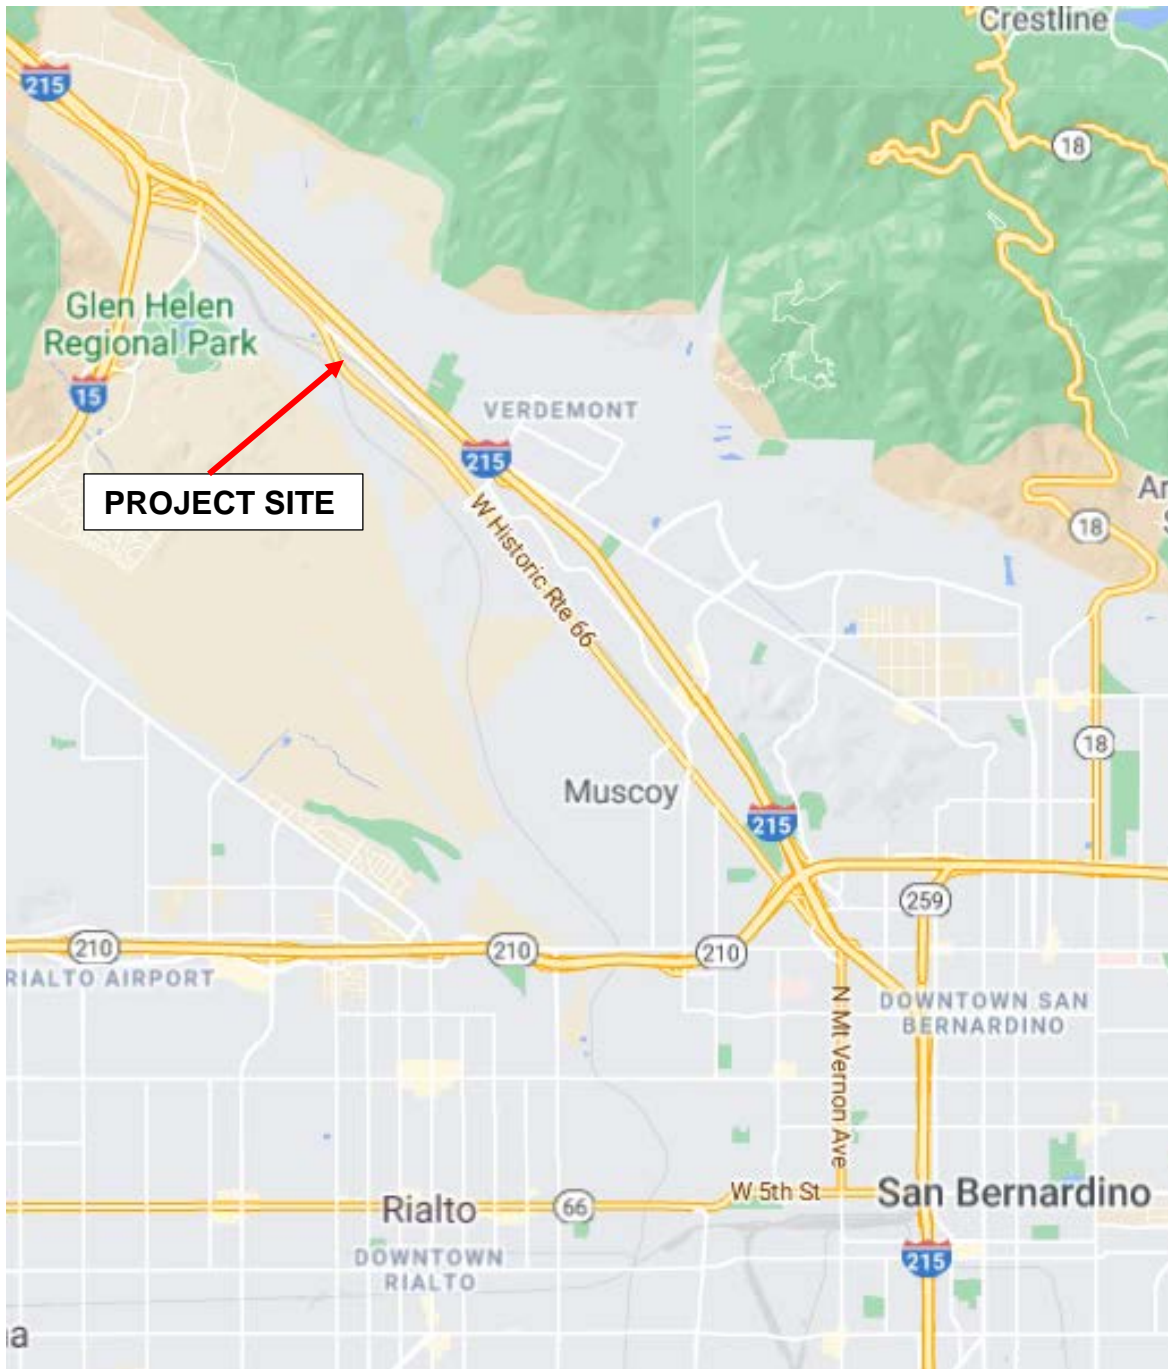 Crestline
215
18
Glen Helen
Regional Park
15
VERDEMONT
215
PROJECT SITE
W Historic Rte 66
18
18
Muscoy
215
259
210
210
210
RIALTO AIRPORT
DOWNTOWN SAN
BERNARDINO
N Mt Vernon Ave
W 5th St
San Bernardino
Rialto
66
DOWNTOWN
RIALTO
215